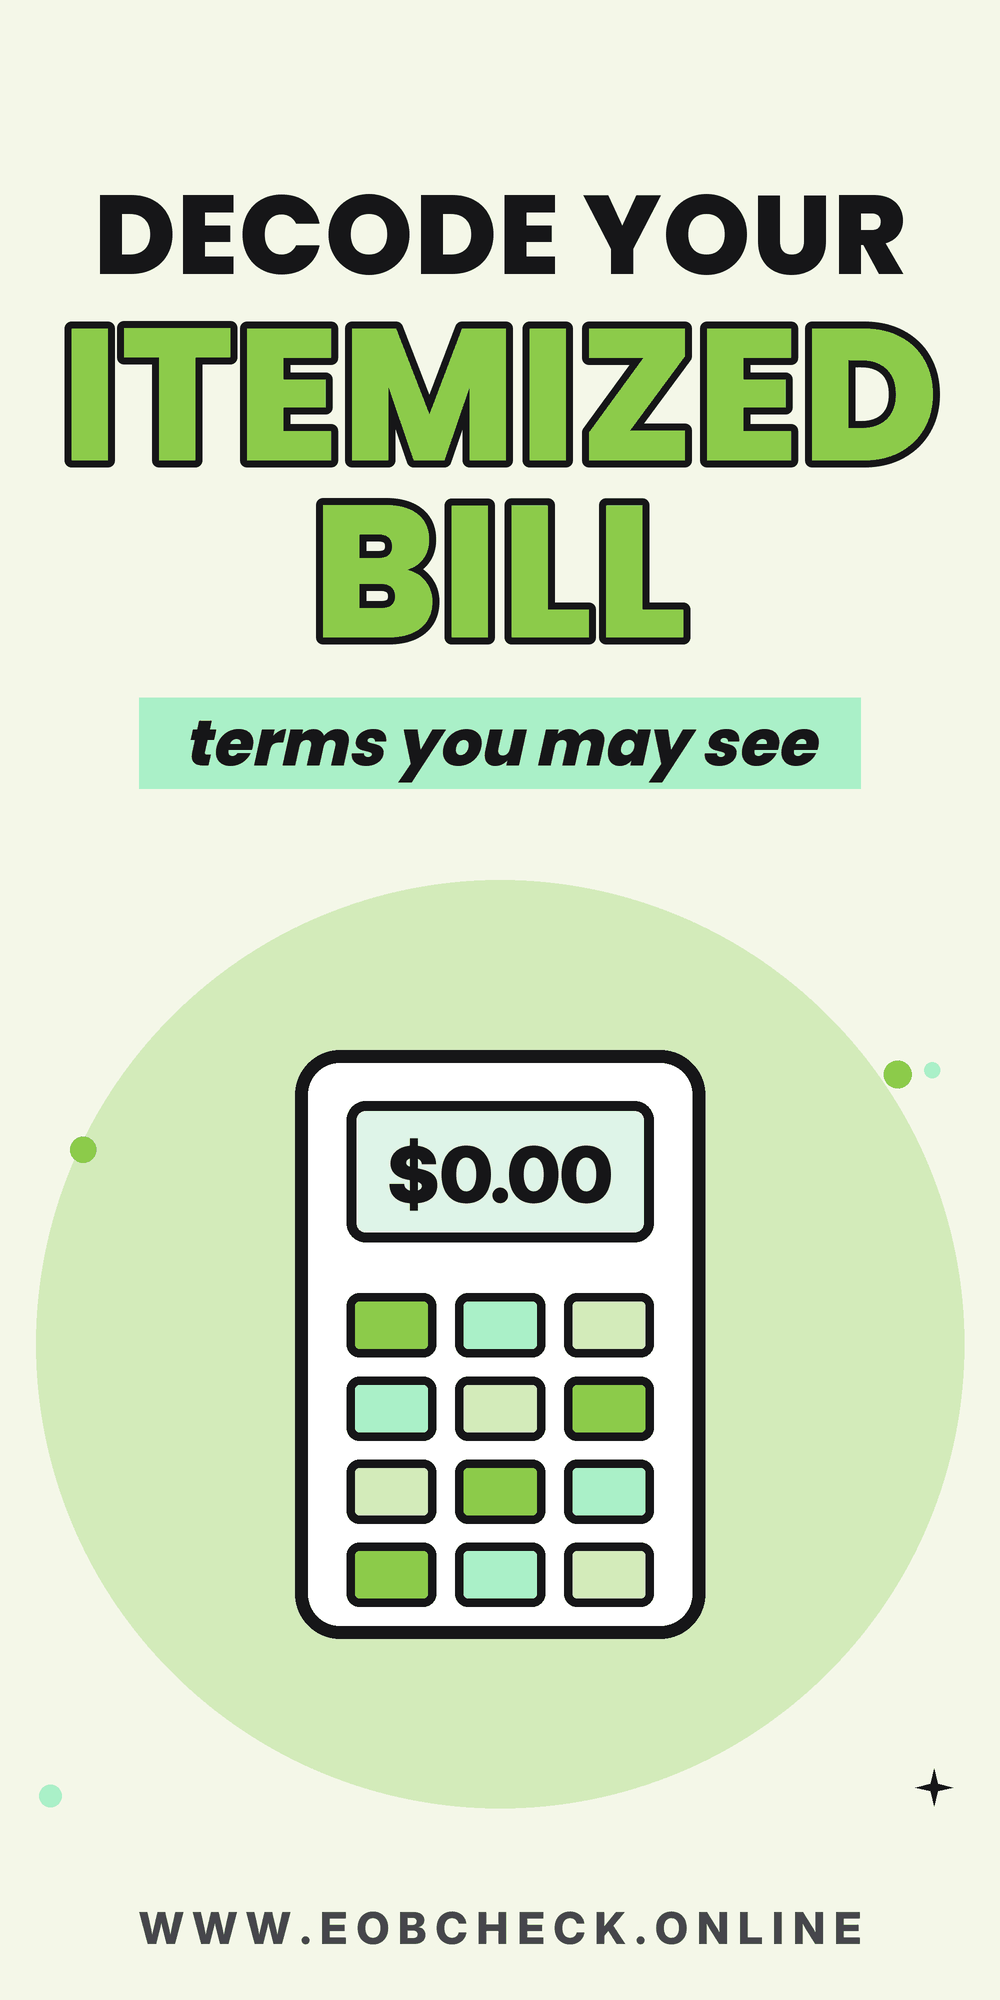 DECODE YOUR
ITEMIZED
BILL
terms you may see
$0.00
WWW.EOBCHECK.ONLINE